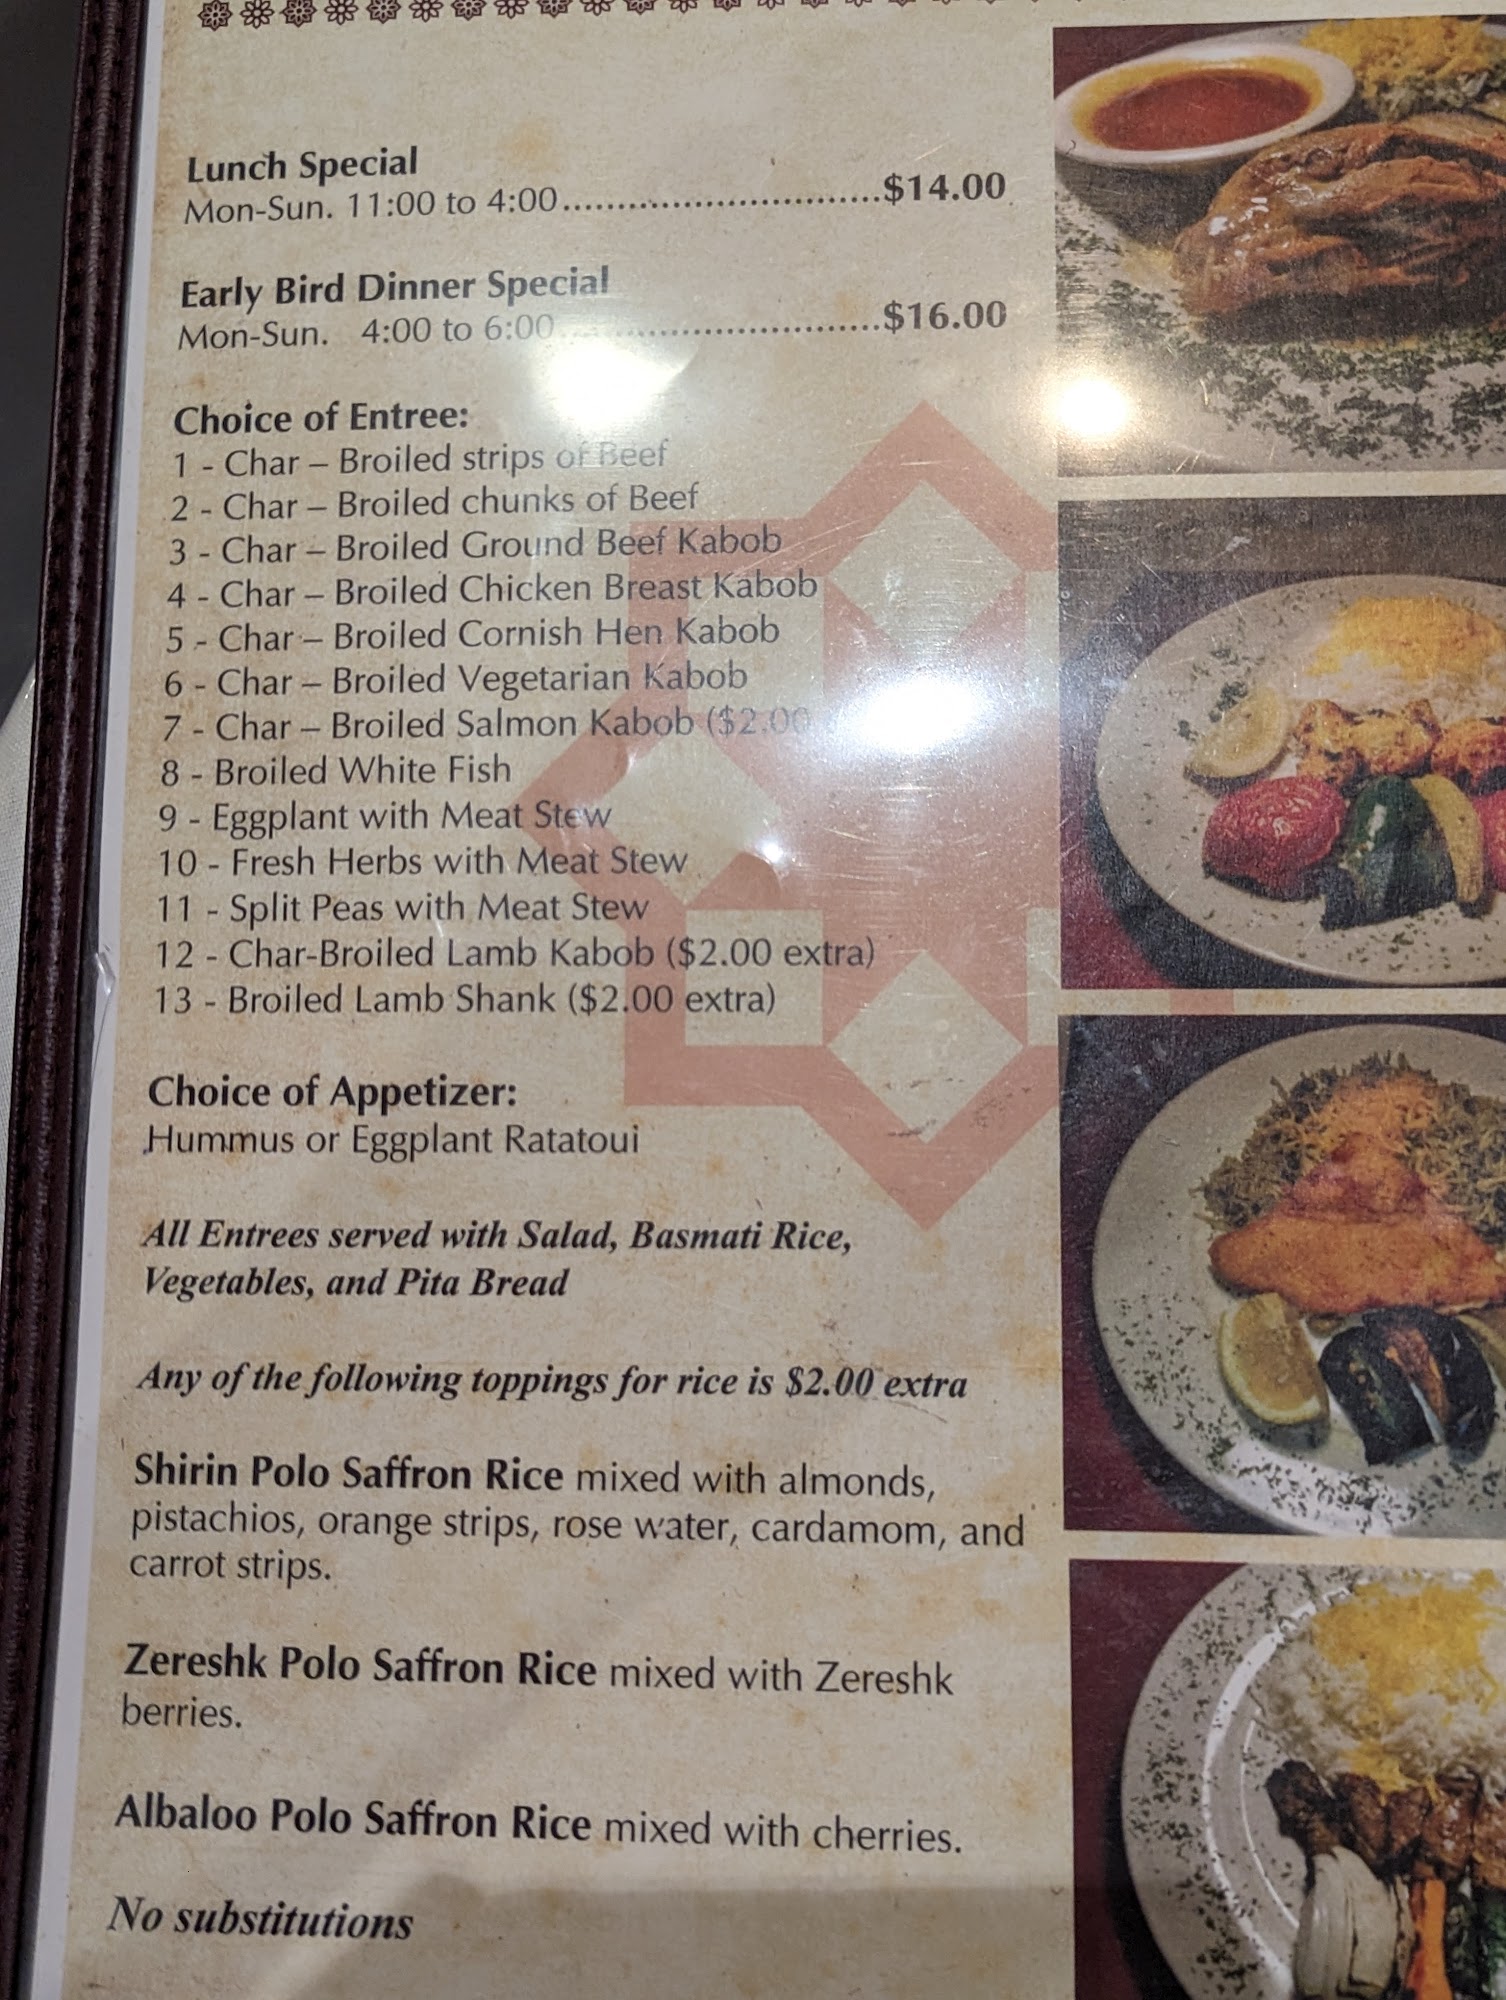 Lunch Special
Mon-Sun. 11:00 to 4:00..............................$14.00
Early Bird Dinner Special
Mon-Sun. 4:00 to 6:00..............................$16.00
Choice of Entree:
1 - Char – Broiled strips of Beef
2 - Char – Broiled chunks of Beef
3 - Char – Broiled Ground Beef Kabob
4 - Char – Broiled Chicken Breast Kabob
5 - Char – Broiled Cornish Hen Kabob
6 - Char – Broiled Vegetarian Kabob
7 - Char – Broiled Salmon Kabob ($2.00
8 - Broiled White Fish
9 - Eggplant with Meat Stew
10 - Fresh Herbs with Meat Stew
11 - Split Peas with Meat Stew
12 - Char-Broiled Lamb Kabob ($2.00 extra)
13 - Broiled Lamb Shank ($2.00 extra)
Choice of Appetizer:
Hummus or Eggplant Ratatoui
All Entrees served with Salad, Basmati Rice,
Vegetables, and Pita Bread
Any of the following toppings for rice is $2.00 extra
Shirin Polo Saffron Rice mixed with almonds,
pistachios, orange strips, rose water, cardamom, and
carrot strips.
Zereshk Polo Saffron Rice mixed with Zereshk
berries.
Albaloo Polo Saffron Rice mixed with cherries.
No substitutions